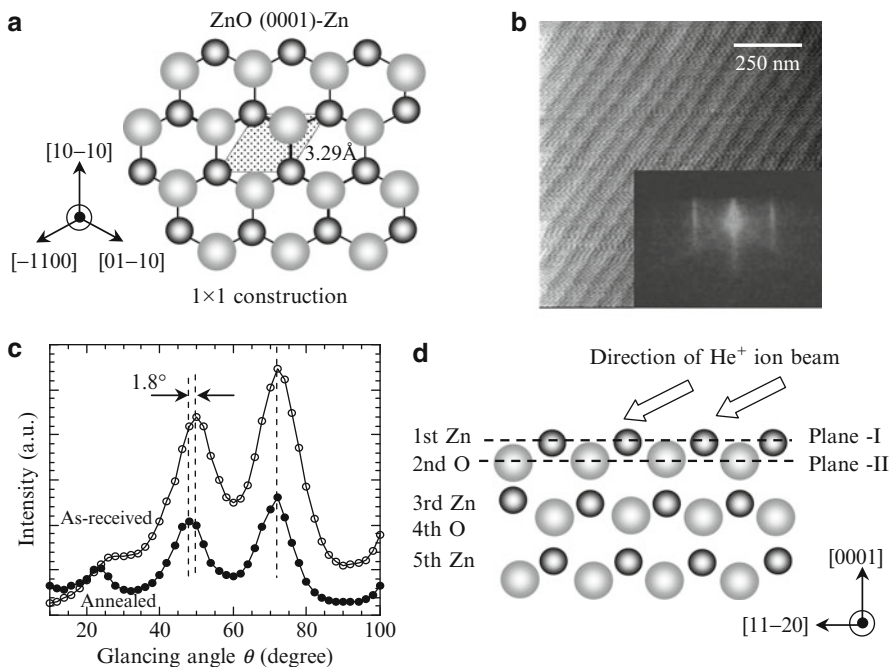 a
ZnO (0001)-Zn
[10–10]
3.29Å
[–1100]
[01–10]
1×1 construction
b
250 nm
c
1.8°
Intensity (a.u.)
As-received
Annealed
20
40
60
80
100
Glancing angle θ (degree)
d
Direction of He+ ion beam
1st Zn
Plane -I
2nd O
Plane -II
3rd Zn
4th O
5th Zn
[0001]
[11–20]